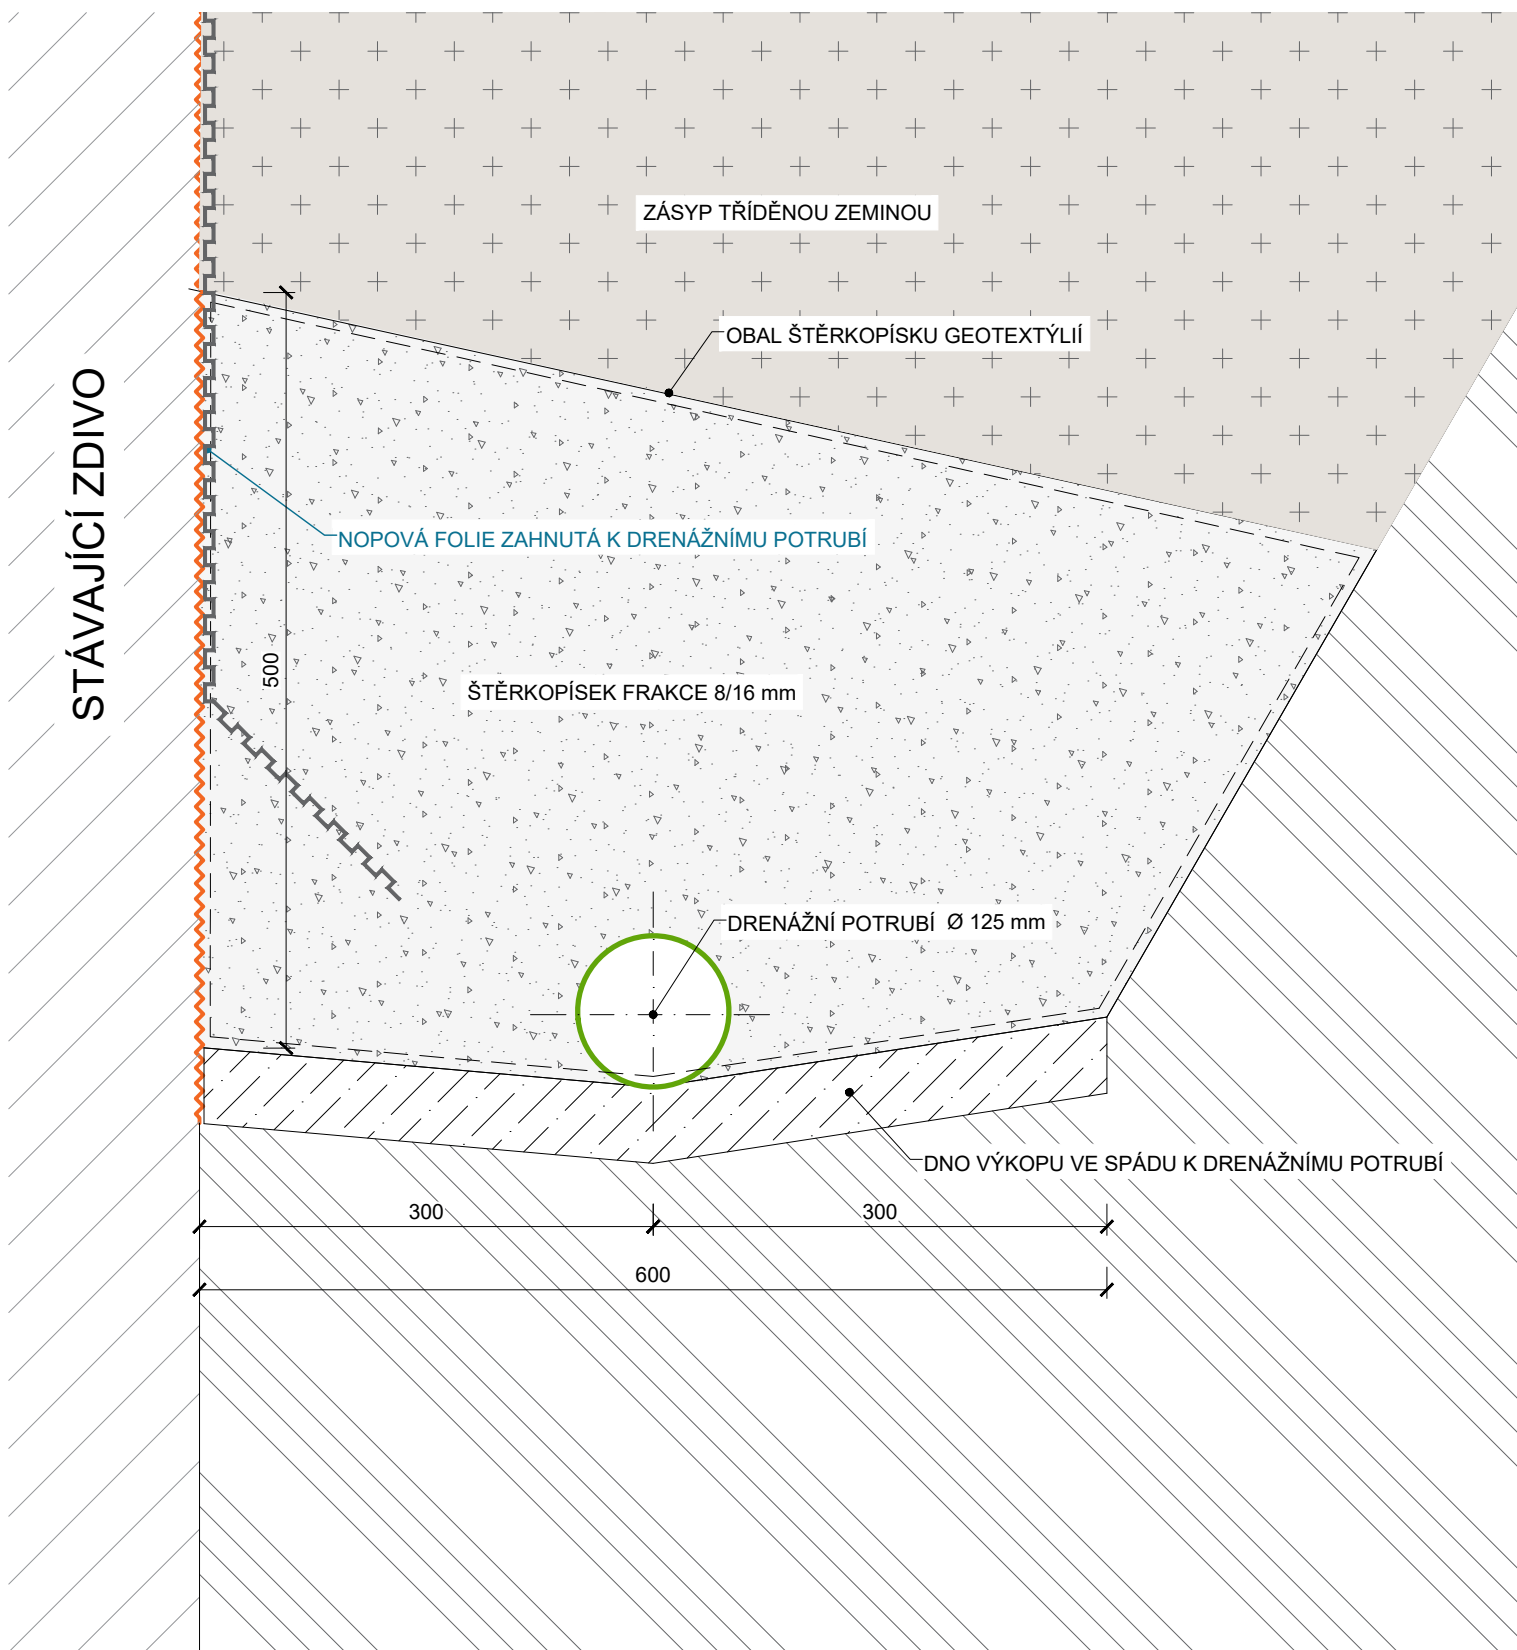 ZÁSYP TŘÍDĚNOU ZEMINOU
OBAL ŠTĚRKOPÍSKU GEOTEXTÝLIÍ
STÁVAJÍCÍ ZDIVO
NOPOVÁ FOLIE ZAHNUTÁ K DRENÁŽNÍMU POTRUBÍ
500
ŠTĚRKOPÍSEK FRAKCE 8/16 mm
DRENÁŽNÍ POTRUBÍ Ø 125 mm
DNO VÝKOPU VE SPÁDU K DRENÁŽNÍMU POTRUBÍ
300
300
600